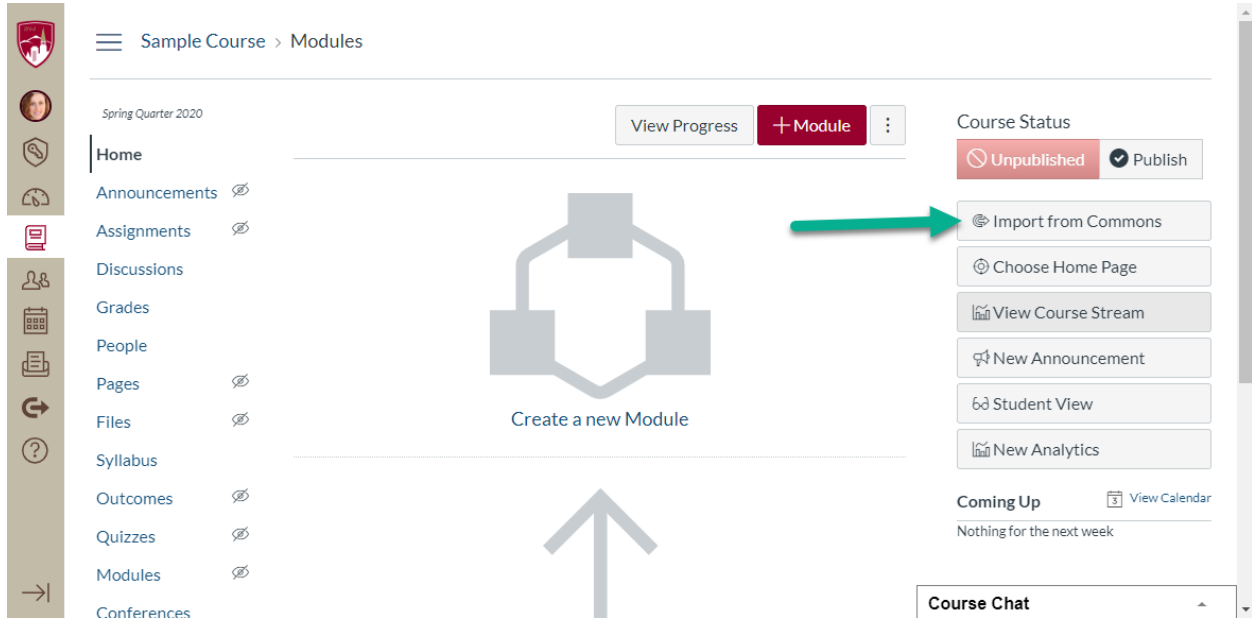 Sample Course > Modules
Spring Quarter 2020
Home
Announcements
Assignments
Discussions
Grades
People
Pages
Files
Syllabus
Outcomes
Quizzes
Modules
Conferences
View Progress
+ Module
Create a new Module
Course Status
Unpublished
Publish
Import from Commons
Choose Home Page
View Course Stream
New Announcement
Student View
New Analytics
Coming Up
3 View Calendar
Nothing for the next week
Course Chat